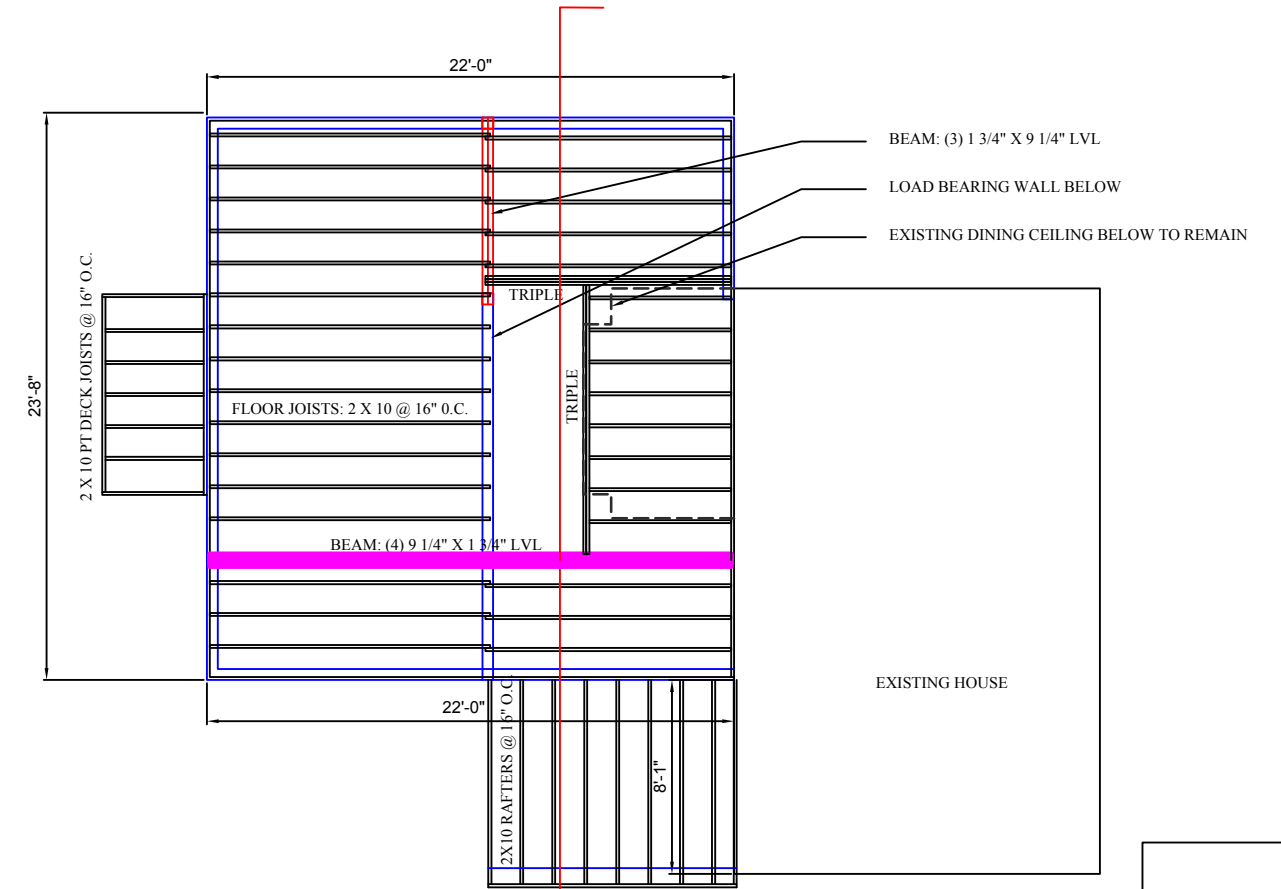 22'-0"
BEAM: (3) 1 3/4" X 9 1/4" LVL
LOAD BEARING WALL BELOW
EXISTING DINING CEILING BELOW TO REMAIN
2 X 10 PT DECK JOISTS @ 16" O.C.
23'-8"
TRIPLE
TRIPLE
FLOOR JOISTS: 2 X 10 @ 16" 0.C.
BEAM: (4) 9 1/4" X 1 3/4" LVL
EXISTING HOUSE
22'-0"
2X10 RAFTERS @ 16" O.C.
8'-1"